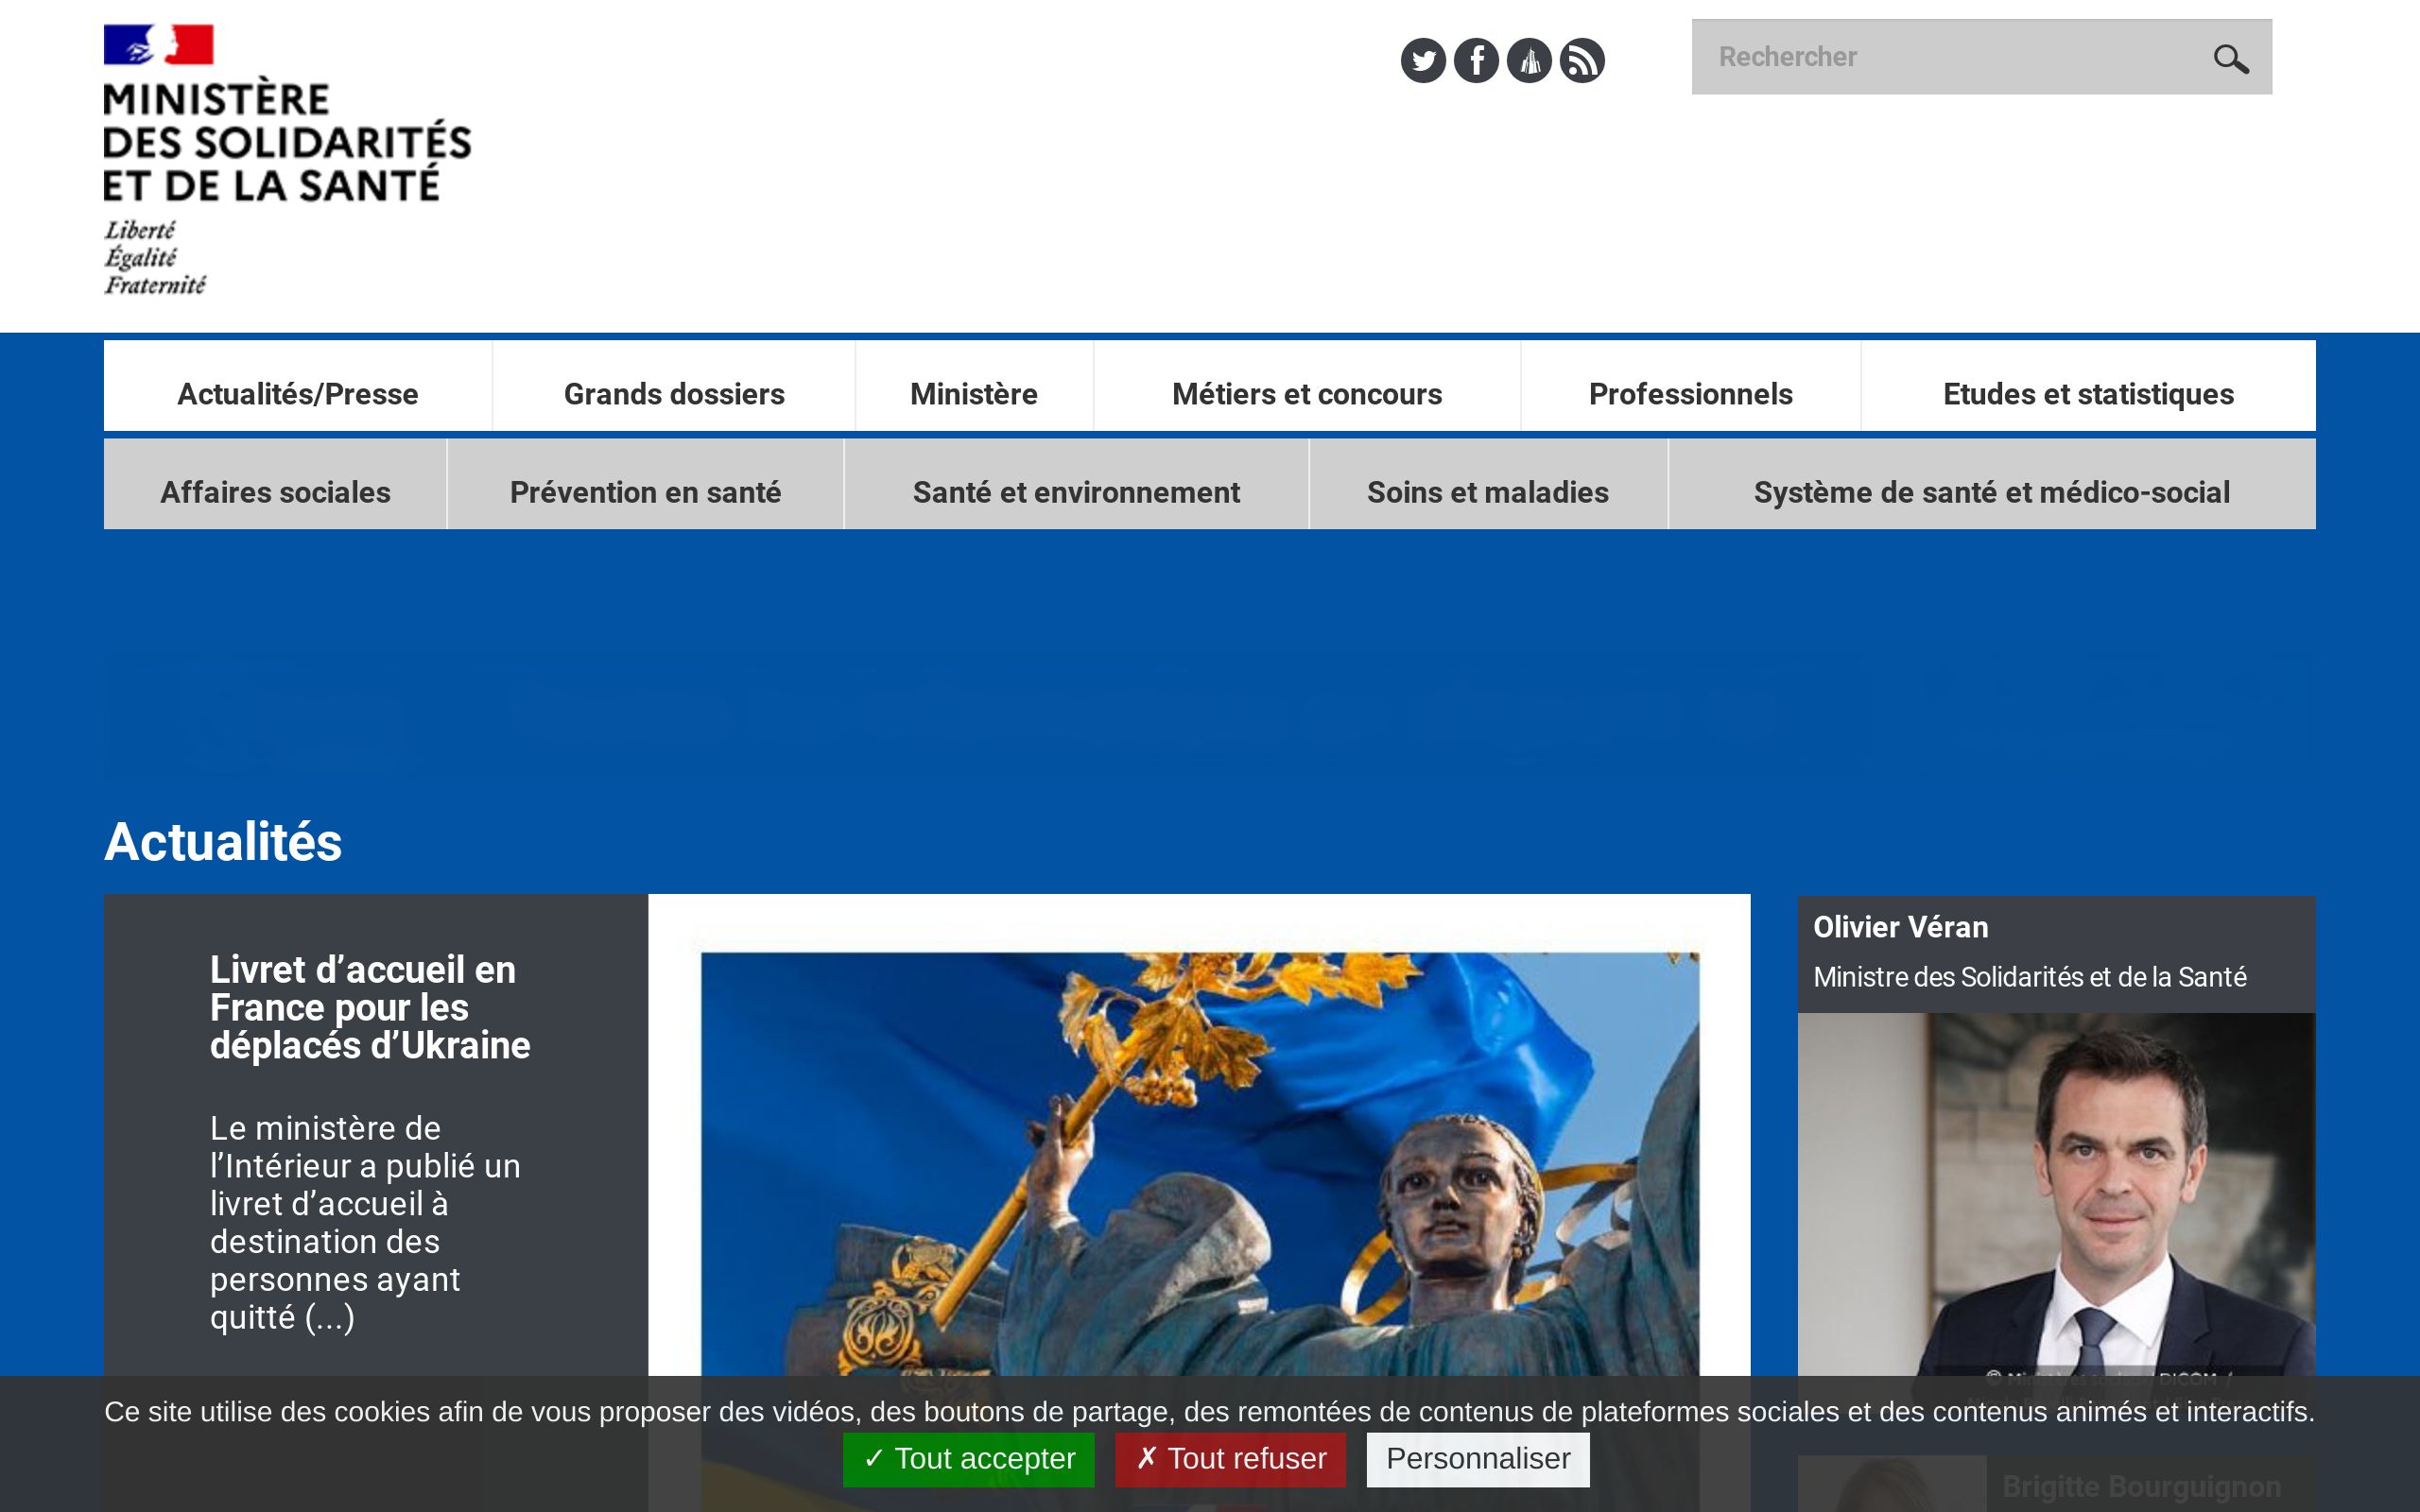 MINISTÈRE
DES SOLIDARITÉS
ET DE LA SANTÉ
Liberté
Égalité
Fraternité
Rechercher
Actualités/Presse Grands dossiers Ministère Métiers et concours Professionnels Etudes et statistiques
Affaires sociales Prévention en santé Santé et environnement Soins et maladies Système de santé et médico-social
Actualités
Livret d’accueil en
France pour les
déplacés d’Ukraine
Le ministère de
l’Intérieur a publié un
livret d’accueil à
destination des
personnes ayant
quitté (...)
Olivier Véran
Ministre des Solidarités et de la Santé
Ce site utilise des cookies afin de vous proposer des vidéos, des boutons de partage, des remontées de contenus de plateformes sociales et des contenus animés et interactifs.
✓ Tout accepter ✗ Tout refuser Personnaliser
Brigitte Bourguignon